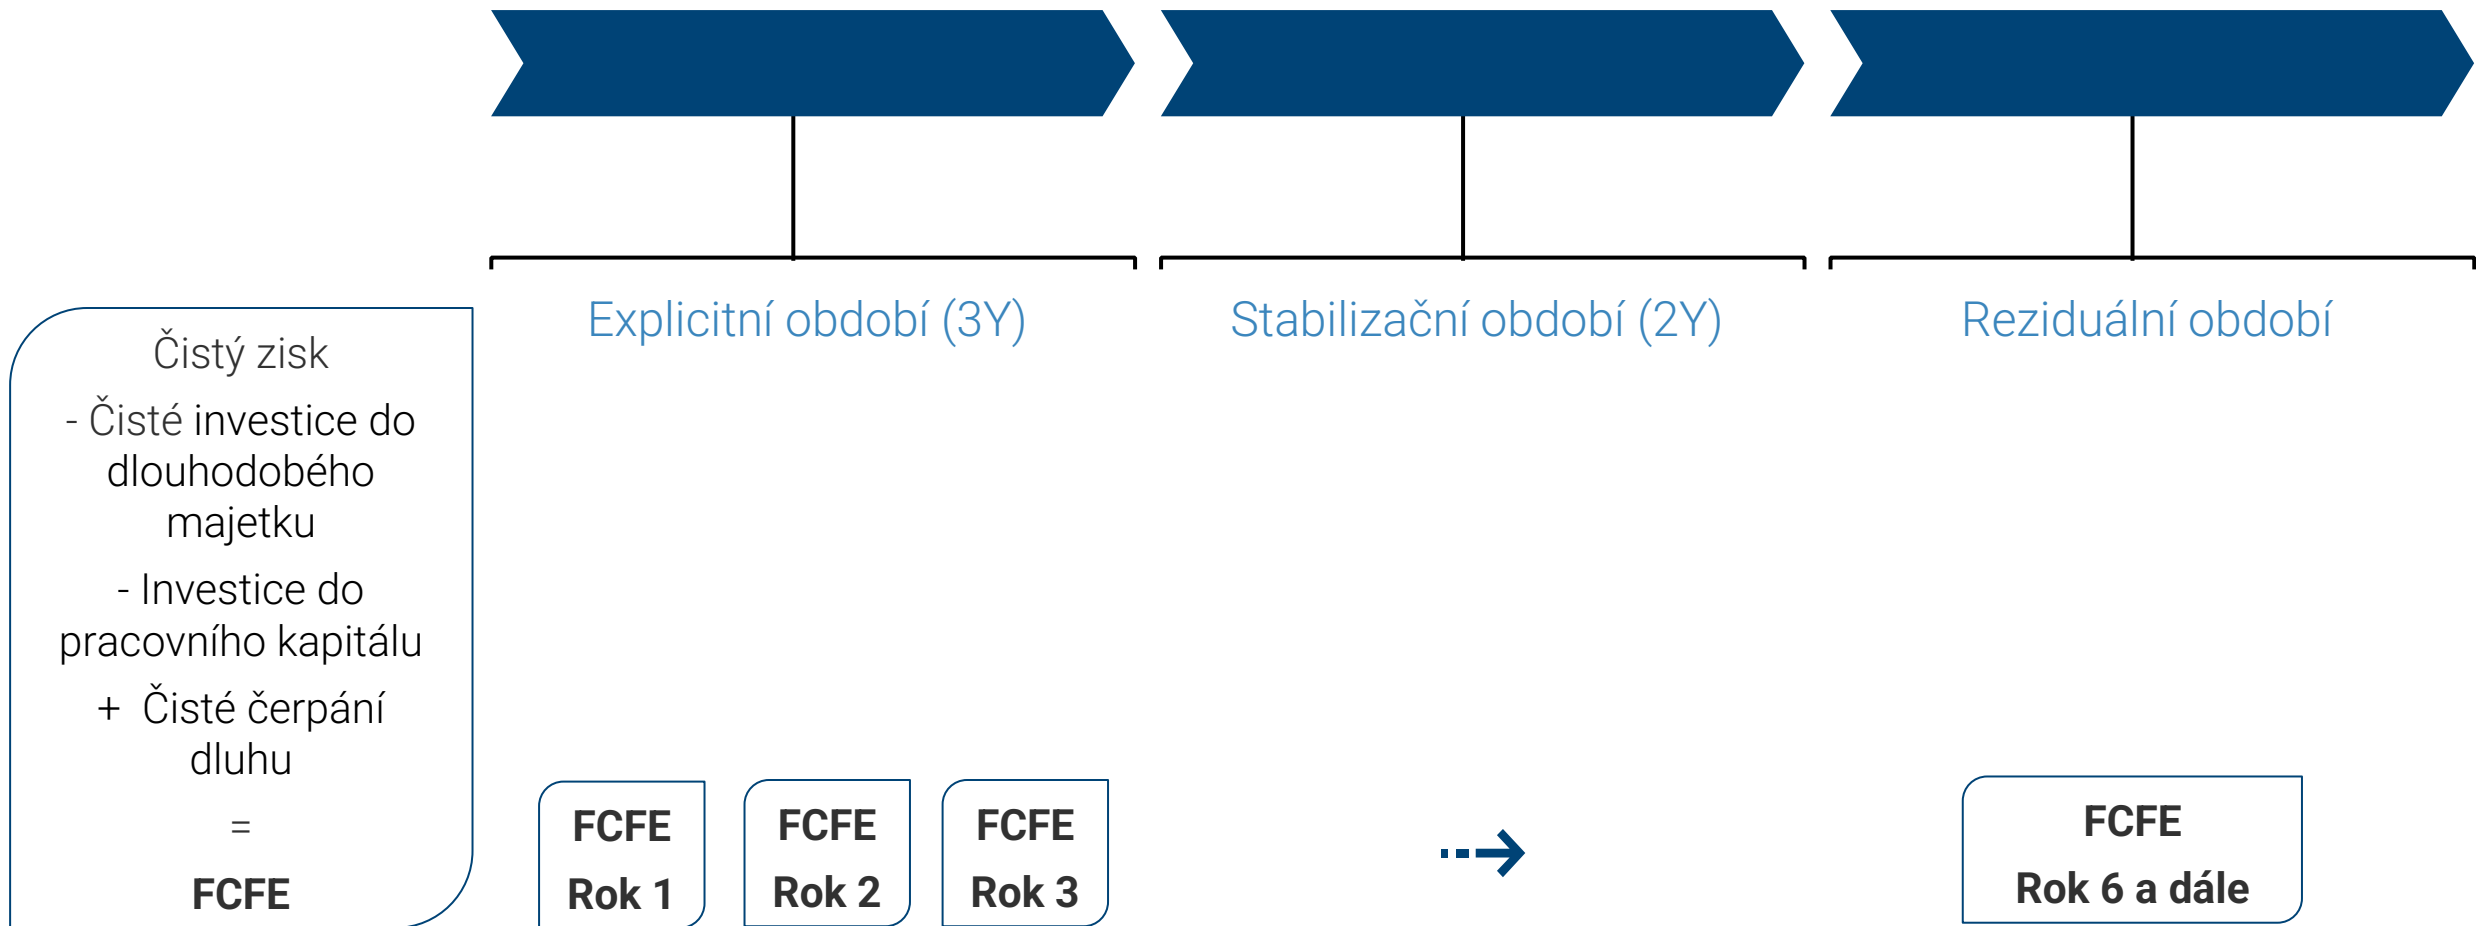 Explicitní období (3Y)
Stabilizační období (2Y)
Reziduální období
Čistý zisk
- Čisté investice do
dlouhodobého
majetku
- Investice do
pracovního kapitálu
+ Čisté čerpání
dluhu
=
FCFE
FCFE
Rok 1
FCFE
Rok 2
FCFE
Rok 3
FCFE
Rok 6 a dále